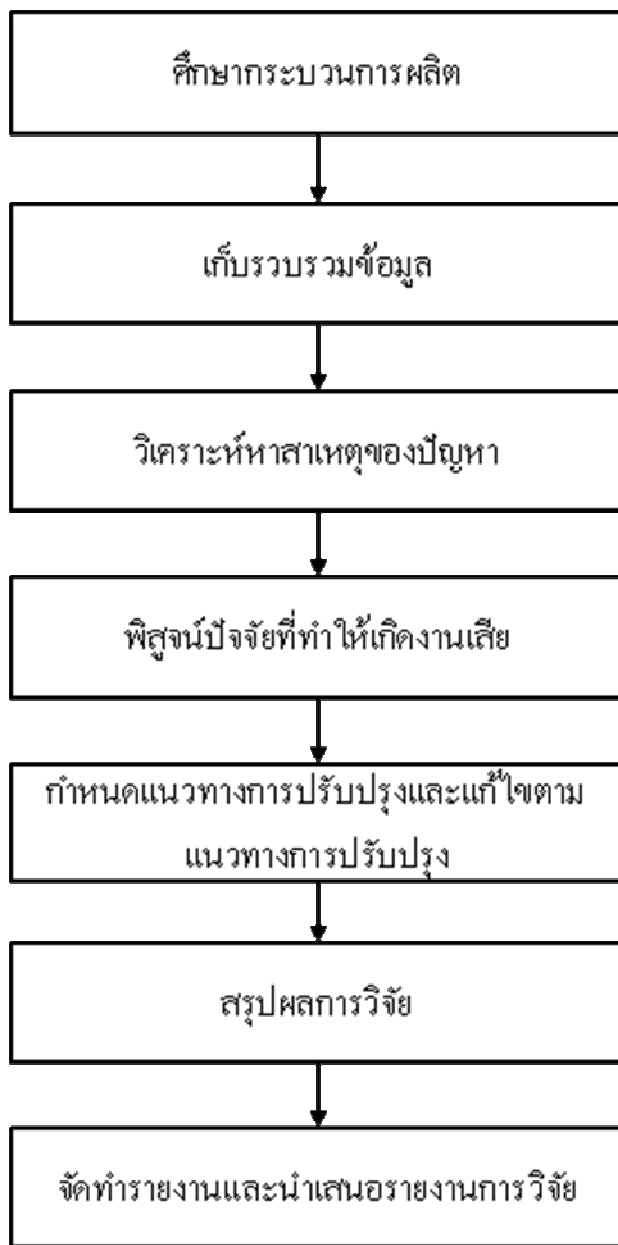 ศึกษากระบวนการผลิต
เก็บรวบรวมข้อมูล
วิเคราะห์หาสาเหตุของปัญหา
พิสูจน์ปัจจัยที่ทำให้เกิดงานเสีย
กำหนดแนวทางการปรับปรุงและแก้ไขตาม
แนวทางการปรับปรุง
สรุปผลการวิจัย
จัดทำรายงานและนำเสนอรายงานการวิจัย